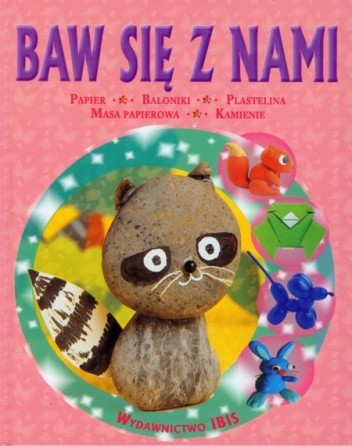 BAW SIĘ Z NAMI
PAPIER · BALONIKI · PLASTELINA
MASA PAPIEROWA · KAMIENIE
WYDAWNICTWO IBIS